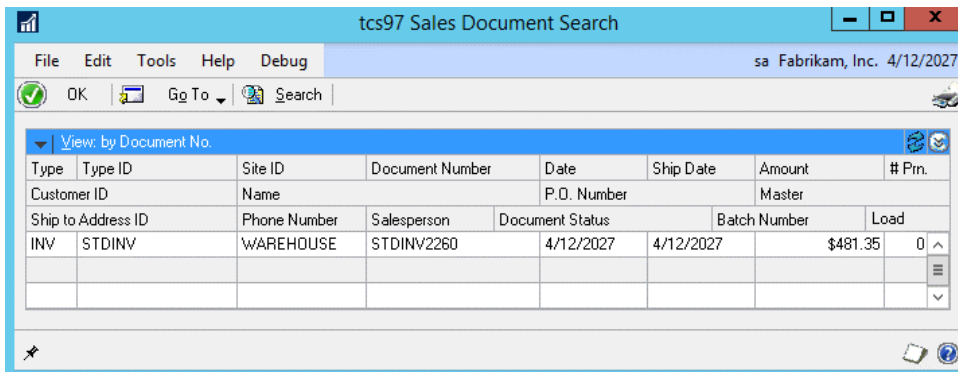 tcs97 Sales Document Search
File Edit Tools Help Debug sa Fabrikam, Inc. 4/12/2027
OK Go To Search
View: by Document No.
Type Type ID Site ID Document Number Date Ship Date Amount # Prn.
Customer ID Name P.O. Number Master
Ship to Address ID Phone Number Salesperson Document Status Batch Number Load
INV STDINV WAREHOUSE STDINV2260 4/12/2027 4/12/2027 $481.35 0